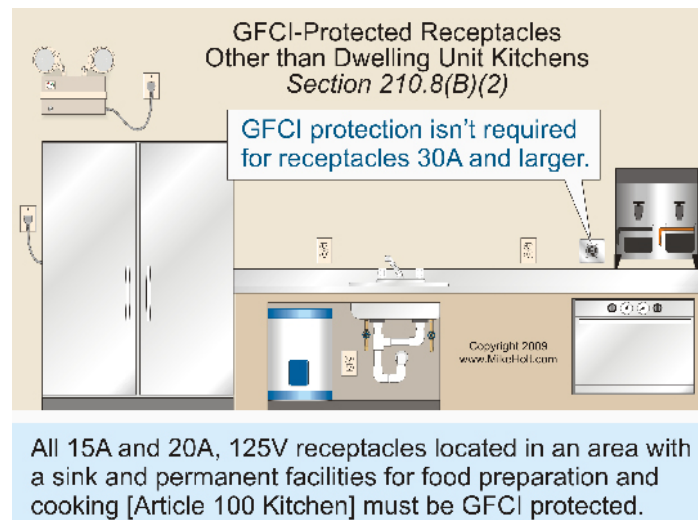 GFCI-Protected Receptacles
Other than Dwelling Unit Kitchens
Section 210.8(B)(2)
GFCI protection isn't required
for receptacles 30A and larger.
Copyright 2009
www.MikeHolt.com
All 15A and 20A, 125V receptacles located in an area with
a sink and permanent facilities for food preparation and
cooking [Article 100 Kitchen] must be GFCI protected.